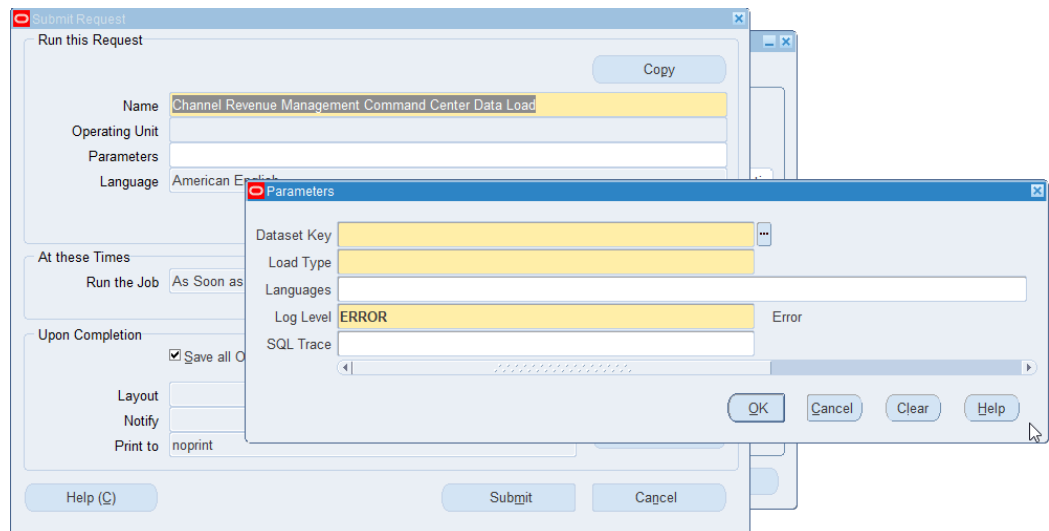 Submit Request
Run this Request
Copy
Name Channel Revenue Management Command Center Data Load
Operating Unit
Parameters
Language American English
Parameters
Dataset Key
Load Type
Languages
Log Level ERROR Error
SQL Trace
OK Cancel Clear Help
At these Times
Run the Job As Soon as
Upon Completion
Save all O
Layout
Notify
Print to noprint
Help (C) Submit Cancel